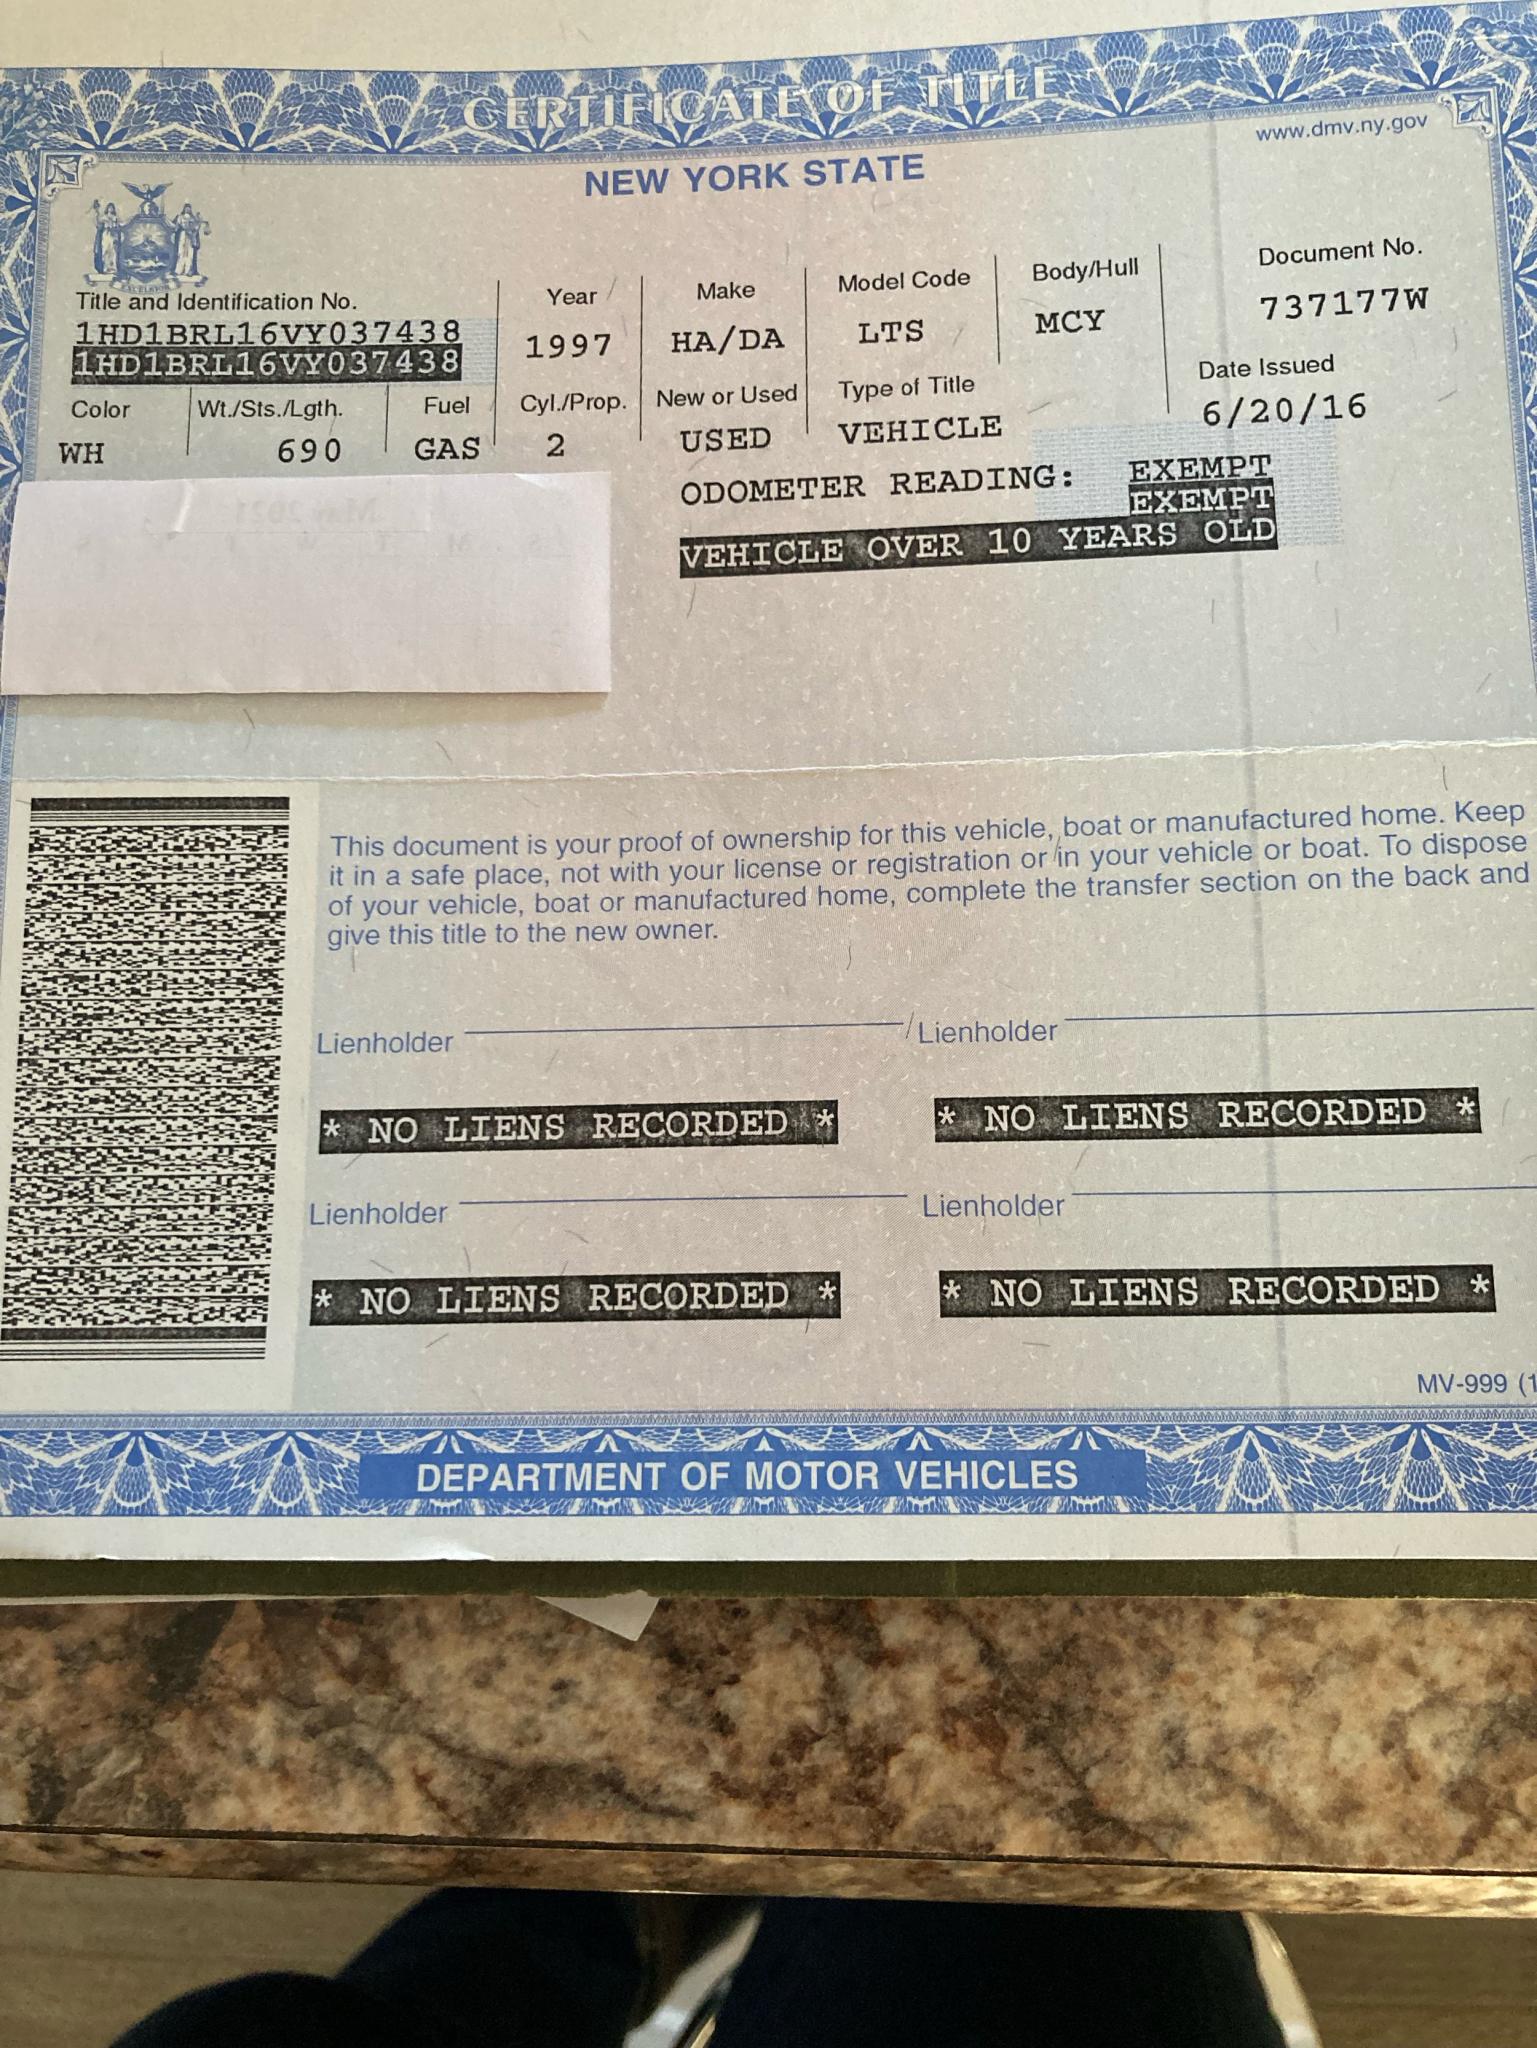 CERTIFICATE OF TITLE
www.dmv.ny.gov
NEW YORK STATE
EXCELSIOR
Title and Identification No.
1HD1BRL16VY037438
1HD1BRL16VY037438
Year
1997
Make
HA/DA
Model Code
LTS
Body/Hull
MCY
Document No.
737177W
Color
WH
Wt./Sts./Lgth.
690
Fuel
GAS
Cyl./Prop.
2
New or Used
USED
Type of Title
VEHICLE
Date Issued
6/20/16
ODOMETER READING: EXEMPT
EXEMPT
VEHICLE OVER 10 YEARS OLD
This document is your proof of ownership for this vehicle, boat or manufactured home. Keep
it in a safe place, not with your license or registration or in your vehicle or boat. To dispose
of your vehicle, boat or manufactured home, complete the transfer section on the back and
give this title to the new owner.
Lienholder
Lienholder
* NO LIENS RECORDED *
* NO LIENS RECORDED *
Lienholder
Lienholder
* NO LIENS RECORDED *
* NO LIENS RECORDED *
MV-999 (1
DEPARTMENT OF MOTOR VEHICLES